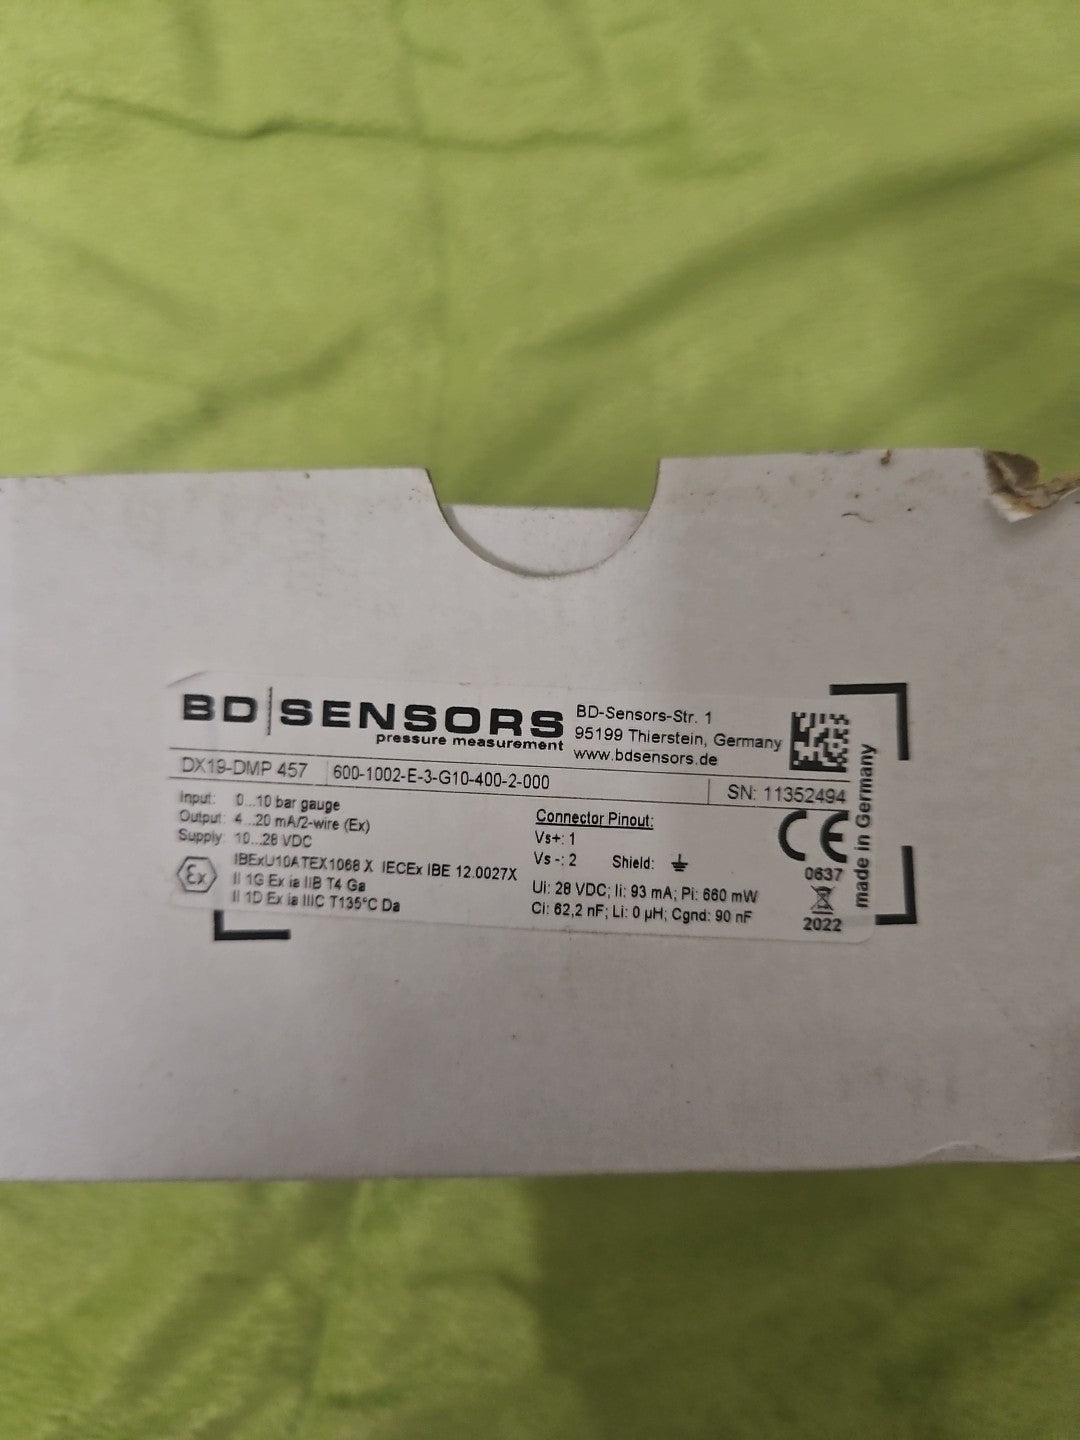 BD|SENSORS
pressure measurement
BD-Sensors-Str. 1
95199 Thierstein, Germany
www.bdsensors.de
DX19-DMP 457 600-1002-E-3-G10-400-2-000
SN: 11352494
Input: 0...10 bar gauge
Output: 4...20 mA/2-wire (Ex)
Supply: 10...28 VDC
Ex
IBExU10ATEX1068 X IECEx IBE 12.0027X
II 1G Ex ia IIB T4 Ga
II 1D Ex ia IIIC T135°C Da
Connector Pinout:
Vs+: 1
Vs -: 2 Shield:
Ui: 28 VDC; Ii: 93 mA; Pi: 660 mW
Ci: 62,2 nF; Li: 0 µH; Cgnd: 90 nF
CE
0637
2022
made in Germany